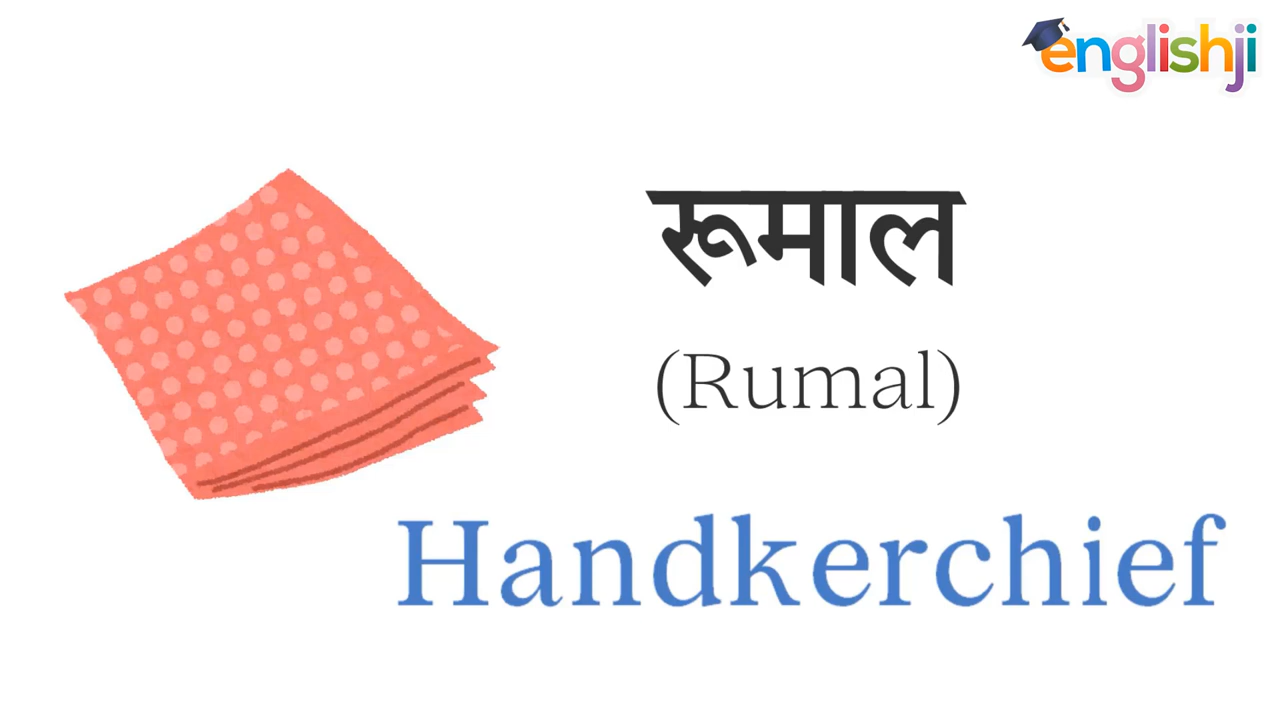 englishji
रूमाल
(Rumal)
Handkerchief